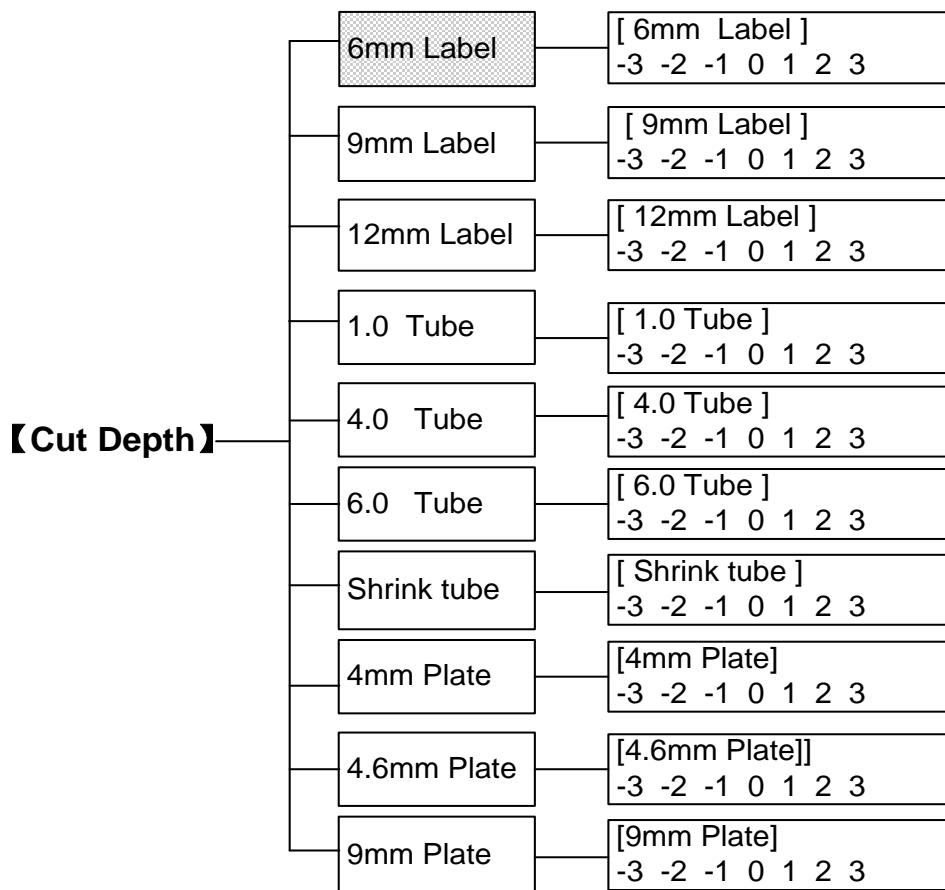 6mm Label
[ 6mm  Label ]
-3 -2 -1 0 1 2 3
9mm Label
[ 9mm Label ]
-3 -2 -1 0 1 2 3
12mm Label
[ 12mm Label ]
-3 -2 -1 0 1 2 3
1.0 Tube
[ 1.0 Tube ]
-3 -2 -1 0 1 2 3
4.0 Tube
[ 4.0 Tube ]
-3 -2 -1 0 1 2 3
【Cut Depth】
6.0 Tube
[ 6.0 Tube ]
-3 -2 -1 0 1 2 3
Shrink tube
[ Shrink tube ]
-3 -2 -1 0 1 2 3
4mm Plate
[4mm Plate]
-3 -2 -1 0 1 2 3
4.6mm Plate
[4.6mm Plate]]
-3 -2 -1 0 1 2 3
9mm Plate
[9mm Plate]
-3 -2 -1 0 1 2 3